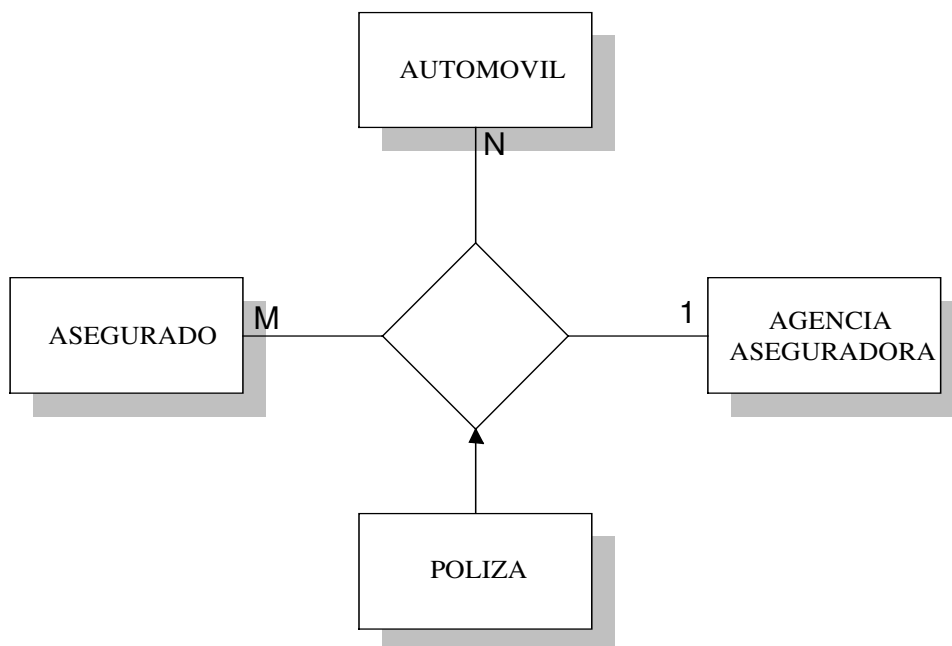 AUTOMOVIL
N
ASEGURADO
M
1
AGENCIA
ASEGURADORA
POLIZA